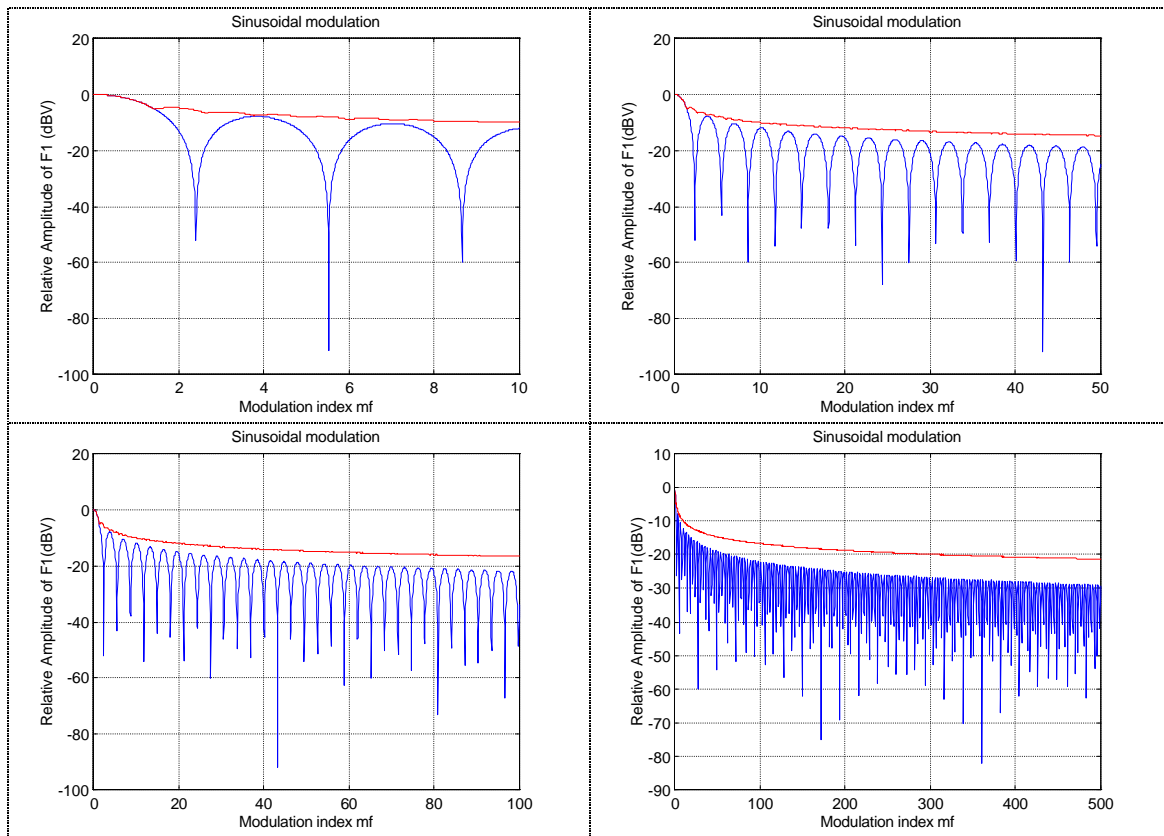 Sinusoidal modulation
20
0
-20
-40
-60
-80
-100
Relative Amplitude of F1 (dBV)
0 2 4 6 8 10
Modulation index mf
Sinusoidal modulation
20
0
-20
-40
-60
-80
-100
Relative Amplitude of F1 (dBV)
0 10 20 30 40 50
Modulation index mf
Sinusoidal modulation
20
0
-20
-40
-60
-80
-100
Relative Amplitude of F1 (dBV)
0 20 40 60 80 100
Modulation index mf
Sinusoidal modulation
10
0
-10
-20
-30
-40
-50
-60
-70
-80
-90
Relative Amplitude of F1 (dBV)
0 100 200 300 400 500
Modulation index mf